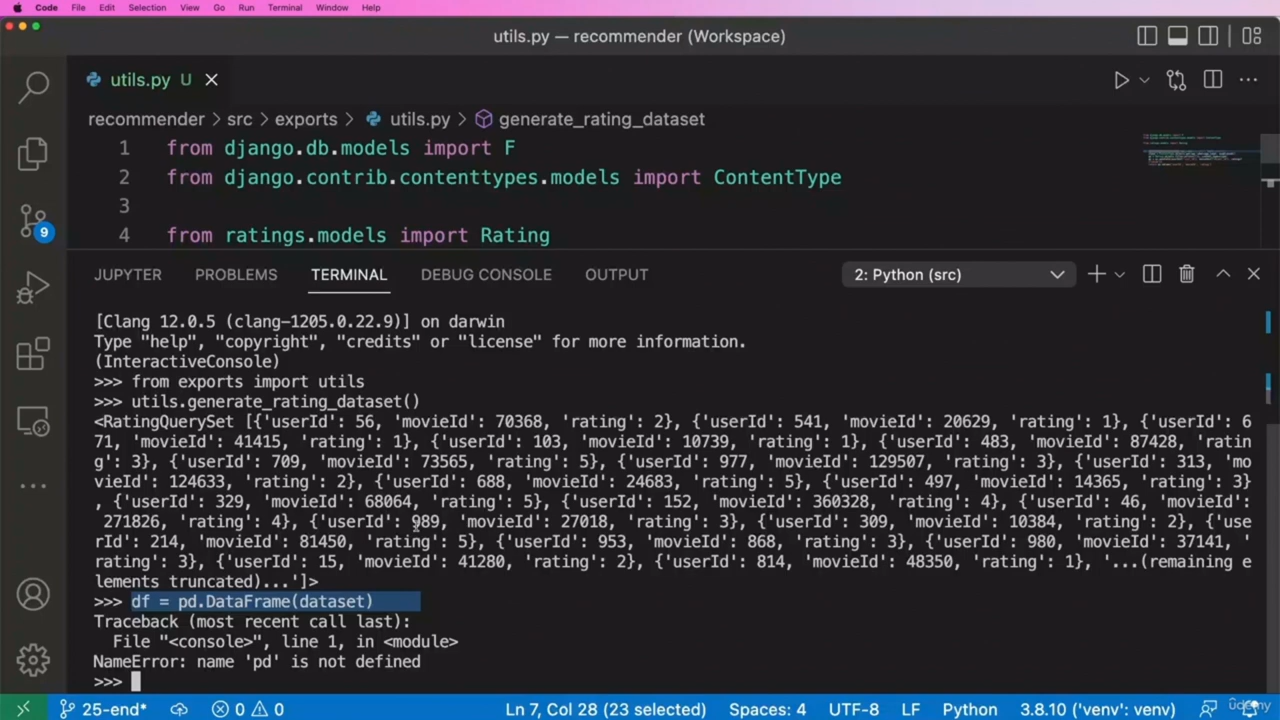 Code File Edit Selection View Go Run Terminal Window Help
utils.py — recommender (Workspace)
utils.py U
recommender > src > exports > utils.py > generate_rating_dataset
1 from django.db.models import F
2 from django.contrib.contenttypes.models import ContentType
3
4 from ratings.models import Rating
JUPYTER PROBLEMS TERMINAL DEBUG CONSOLE OUTPUT 2: Python (src)
[Clang 12.0.5 (clang-1205.0.22.9)] on darwin
Type "help", "copyright", "credits" or "license" for more information.
(InteractiveConsole)
>>> from exports import utils
>>> utils.generate_rating_dataset()
<RatingQuerySet [{'userId': 56, 'movieId': 70368, 'rating': 2}, {'userId': 541, 'movieId': 20629, 'rating': 1}, {'userId': 6
71, 'movieId': 41415, 'rating': 1}, {'userId': 103, 'movieId': 10739, 'rating': 1}, {'userId': 483, 'movieId': 87428, 'ratin
g': 3}, {'userId': 709, 'movieId': 73565, 'rating': 5}, {'userId': 977, 'movieId': 129507, 'rating': 3}, {'userId': 313, 'mo
vieId': 124633, 'rating': 2}, {'userId': 688, 'movieId': 24683, 'rating': 5}, {'userId': 497, 'movieId': 14365, 'rating': 3}
, {'userId': 329, 'movieId': 68064, 'rating': 5}, {'userId': 152, 'movieId': 360328, 'rating': 4}, {'userId': 46, 'movieId':
271826, 'rating': 4}, {'userId': 989, 'movieId': 27018, 'rating': 3}, {'userId': 309, 'movieId': 10384, 'rating': 2}, {'use
rId': 214, 'movieId': 81450, 'rating': 5}, {'userId': 953, 'movieId': 868, 'rating': 3}, {'userId': 980, 'movieId': 37141, '
rating': 3}, {'userId': 15, 'movieId': 41280, 'rating': 2}, {'userId': 814, 'movieId': 48350, 'rating': 1}, '...(remaining e
lements truncated)...']>
>>> df = pd.DataFrame(dataset)
Traceback (most recent call last):
File "<console>", line 1, in <module>
NameError: name 'pd' is not defined
>>>
25-end* 0 0 Ln 7, Col 28 (23 selected) Spaces: 4 UTF-8 LF Python 3.8.10 ('venv': venv)
9
udemy